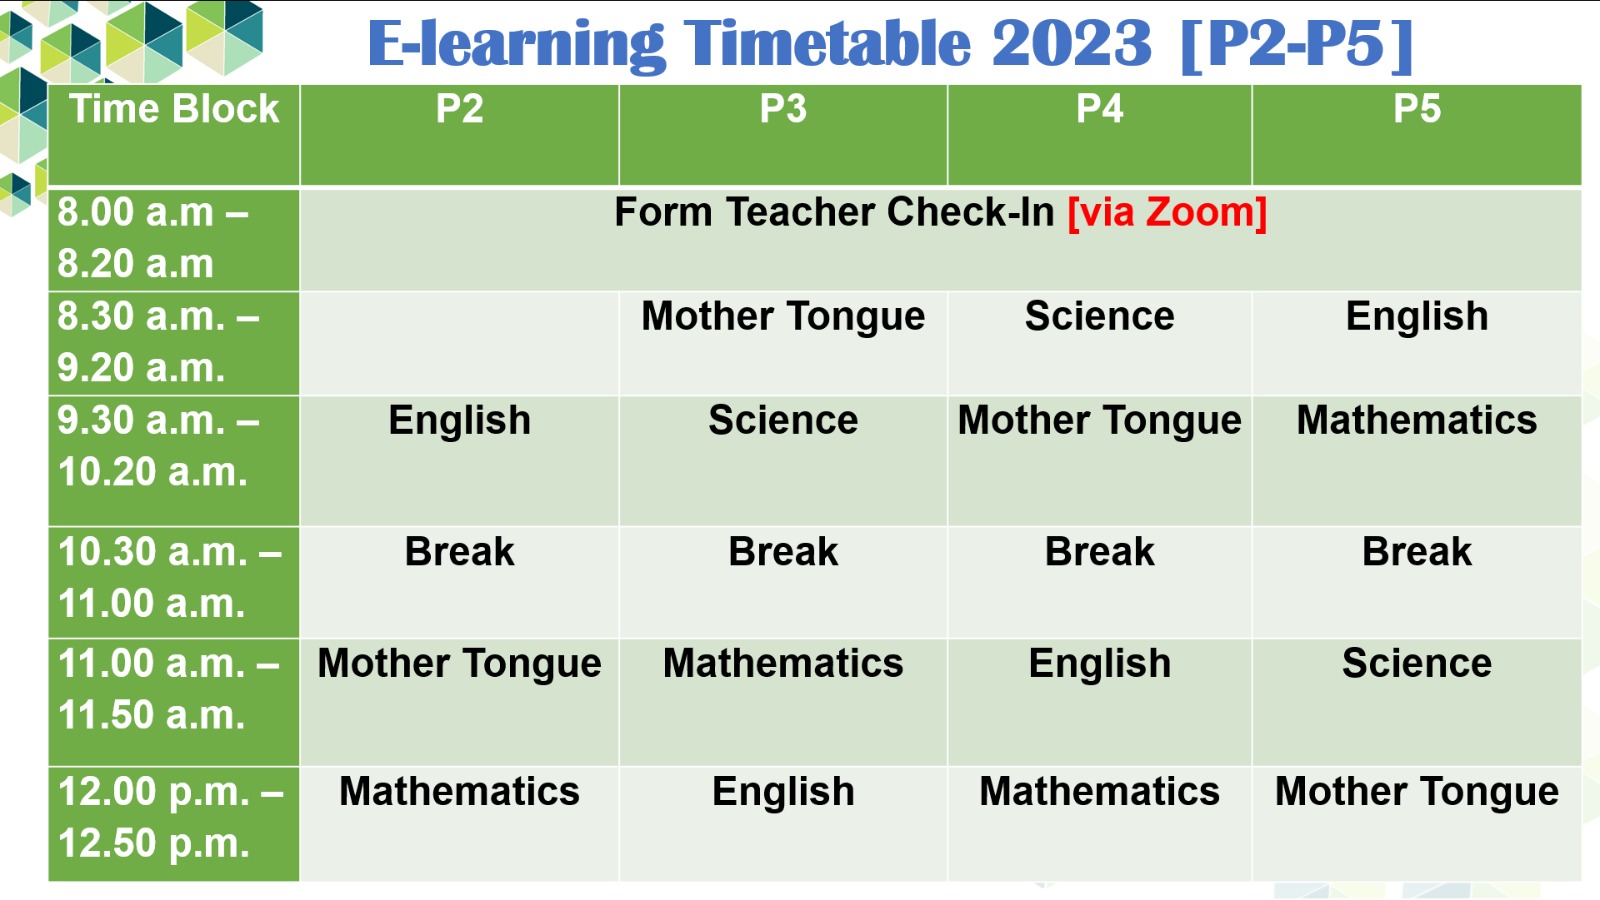 E-learning Timetable 2023 [P2-P5]
Time Block P2 P3 P4 P5
8.00 a.m –
8.20 a.m
Form Teacher Check-In [via Zoom]
8.30 a.m. –
9.20 a.m.
Mother Tongue
Science
English
9.30 a.m. –
10.20 a.m.
English
Science
Mother Tongue
Mathematics
10.30 a.m. –
11.00 a.m.
Break
Break
Break
Break
11.00 a.m. –
11.50 a.m.
Mother Tongue
Mathematics
English
Science
12.00 p.m. –
12.50 p.m.
Mathematics
English
Mathematics
Mother Tongue